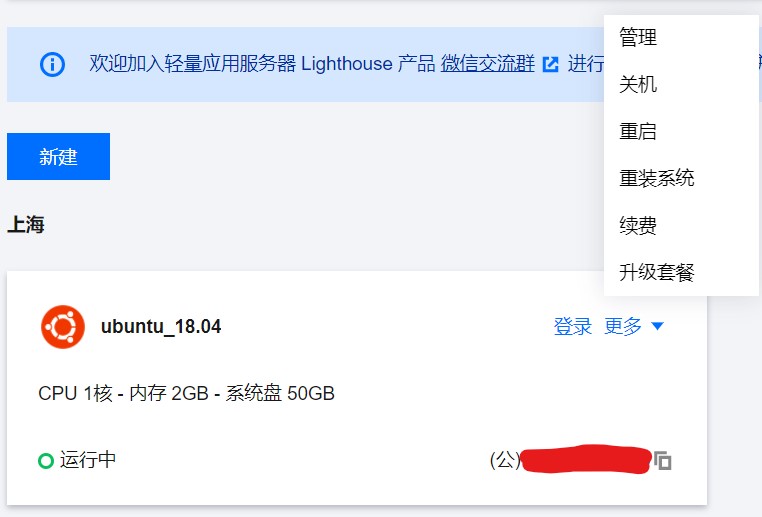 欢迎加入轻量应用服务器 Lighthouse 产品 微信交流群 进行
管理
关机
重启
重装系统
续费
升级套餐
新建
上海
ubuntu_18.04
登录 更多
CPU 1核 - 内存 2GB - 系统盘 50GB
运行中
(公)